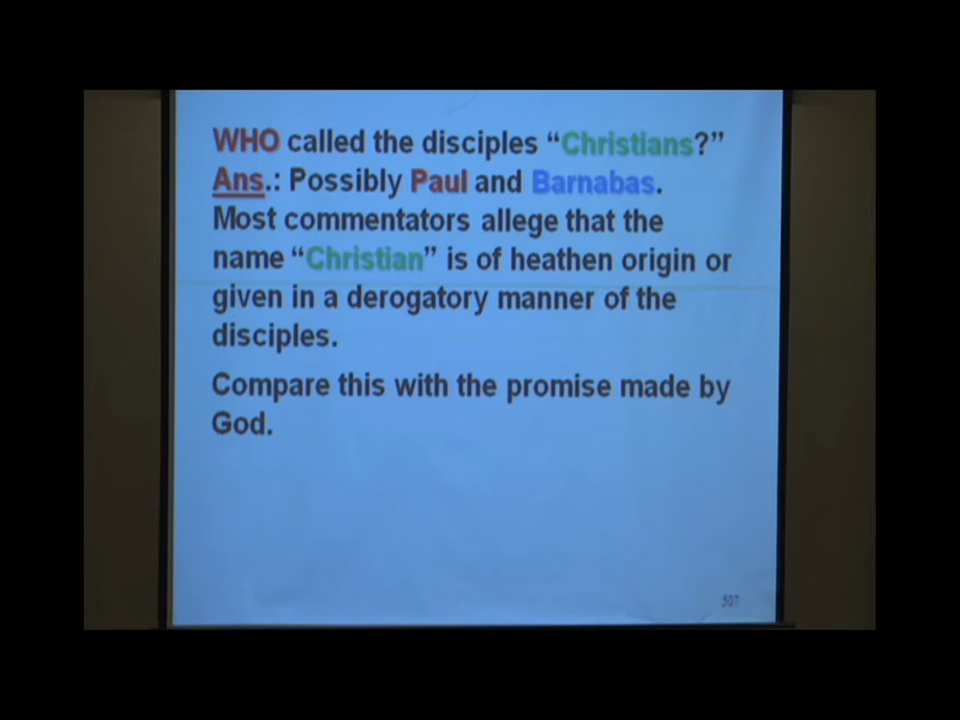 WHO called the disciples “Christians?”
Ans.: Possibly Paul and Barnabas.
Most commentators allege that the
name “Christian” is of heathen origin or
given in a derogatory manner of the
disciples.
Compare this with the promise made by
God.
507